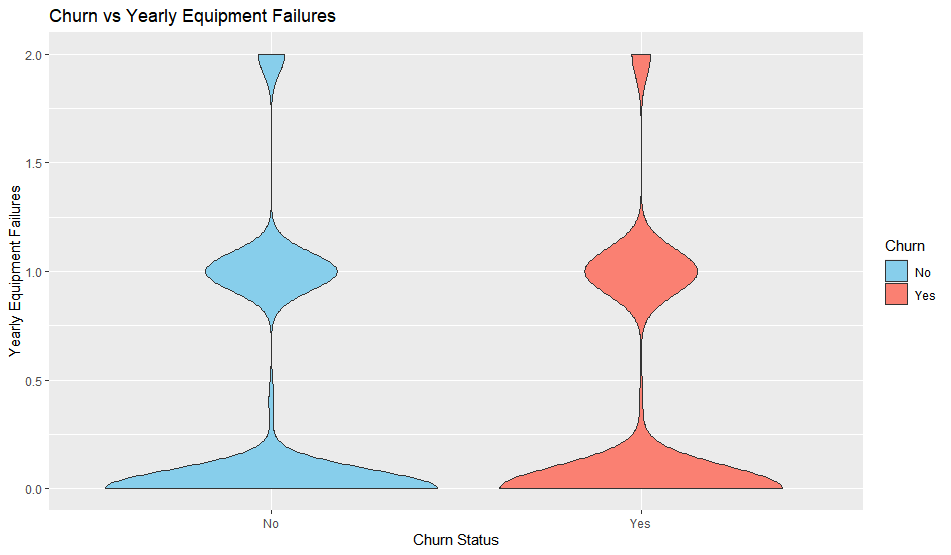 Churn vs Yearly Equipment Failures
2.0
1.5
1.0
0.5
0.0
Yearly Equipment Failures
No
Yes
Churn Status
Churn
No
Yes